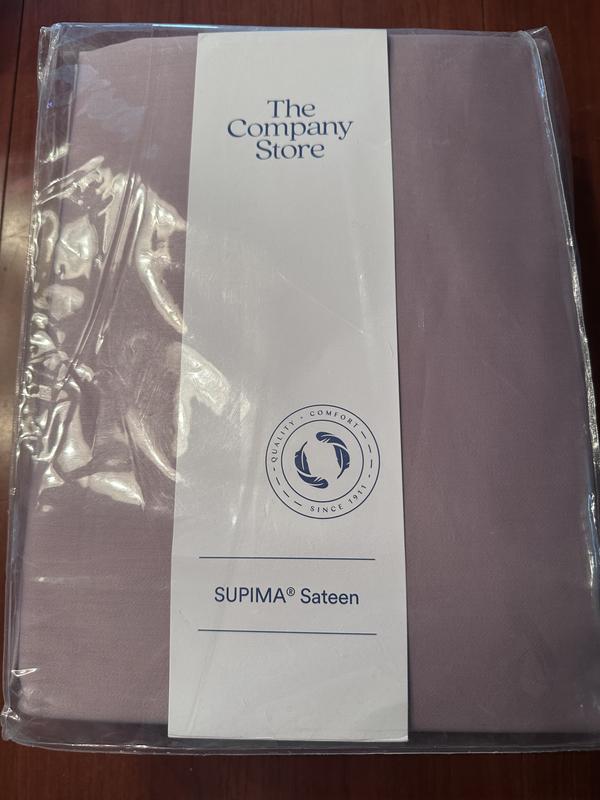 The
Company
Store
QUALITY - COMFORT
SINCE 1911
SUPIMA® Sateen